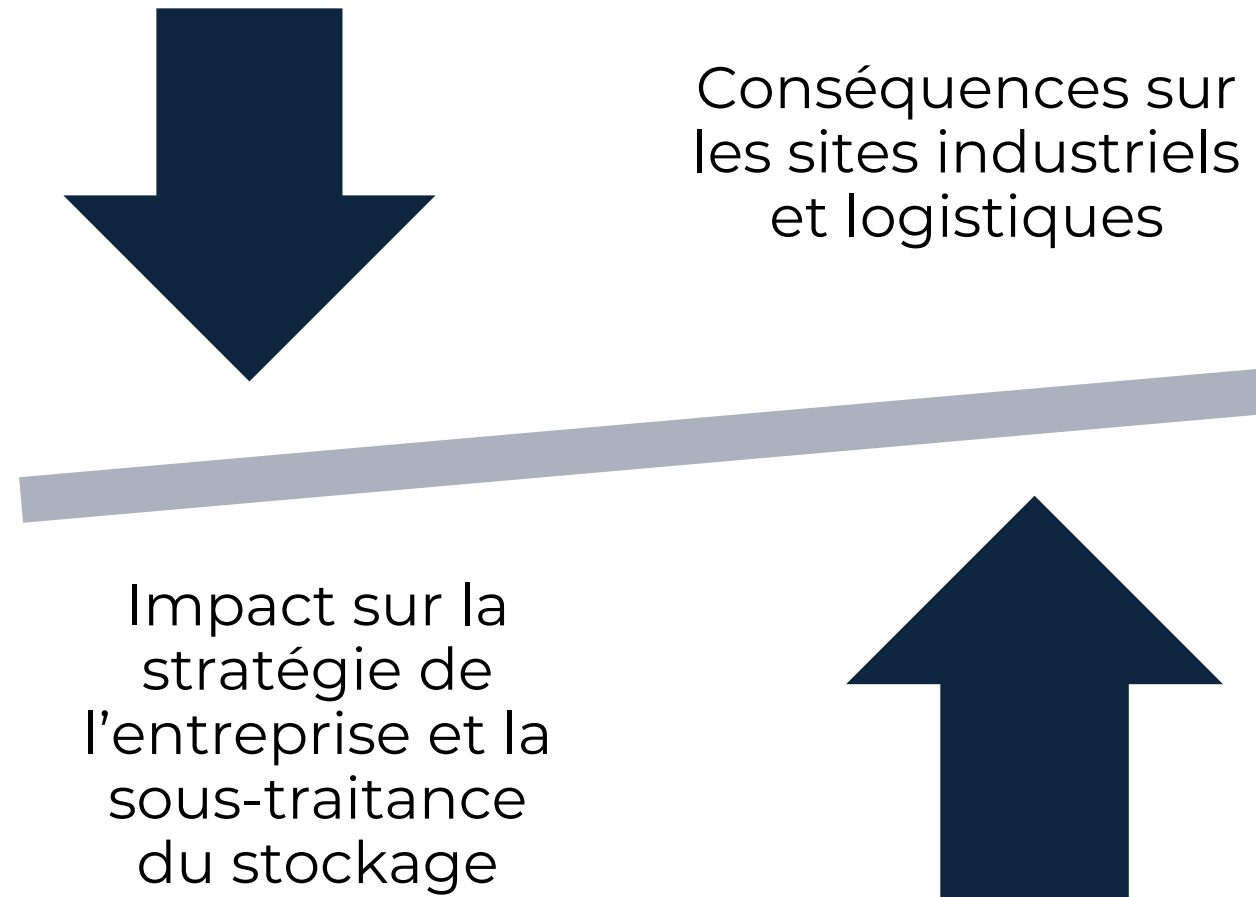 Conséquences sur
les sites industriels
et logistiques
Impact sur la
stratégie de
l’entreprise et la
sous-traitance
du stockage